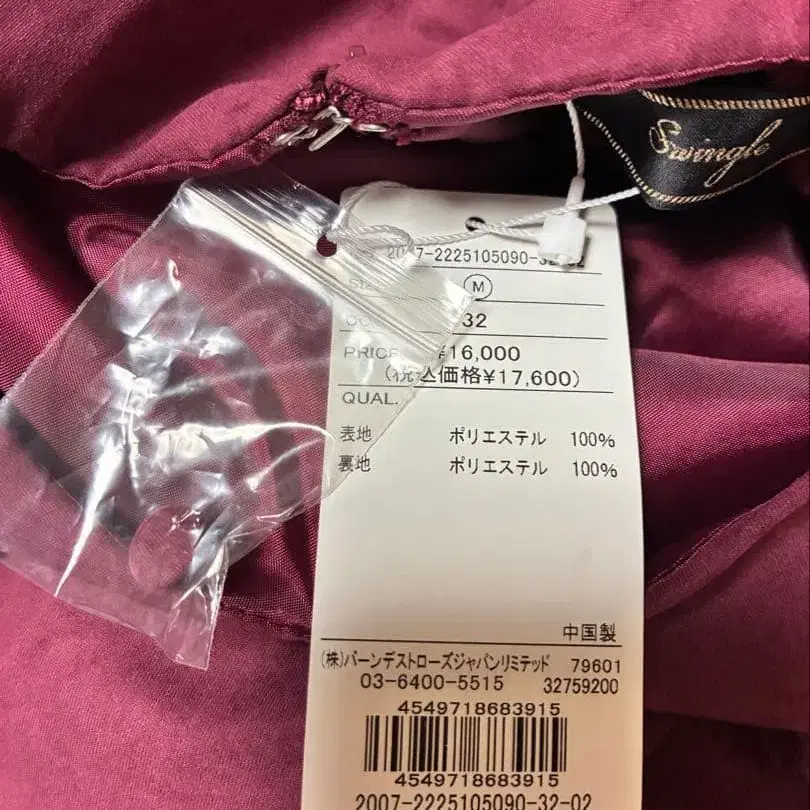 Swingle
2007-2225105090-32-02
M
32
PRICE ¥16,000
(税込価格¥17,600)
QUAL.
表地 ポリエステル 100%
裏地 ポリエステル 100%
中国製
(株)バーンデストローズジャパンリミテッド 79601
03-6400-5515 32759200
4549718683915
4549718683915
2007-2225105090-32-02